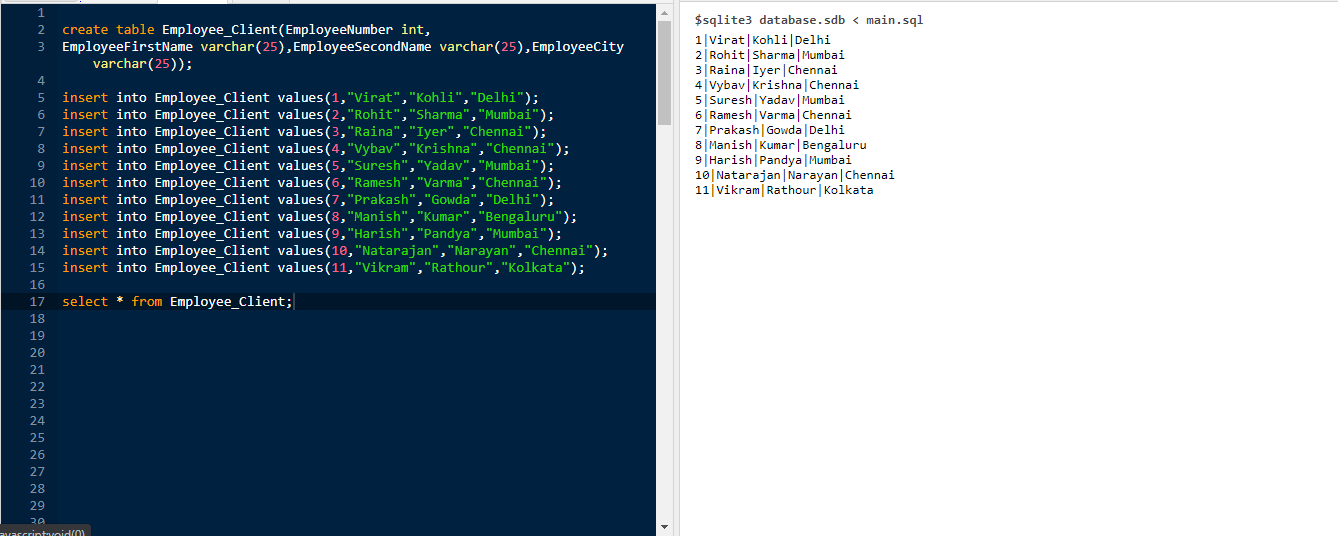 1
2 create table Employee_Client(EmployeeNumber int,
3 EmployeeFirstName varchar(25),EmployeeSecondName varchar(25),EmployeeCity
varchar(25));
4
5 insert into Employee_Client values(1,"Virat","Kohli","Delhi");
6 insert into Employee_Client values(2,"Rohit","Sharma","Mumbai");
7 insert into Employee_Client values(3,"Raina","Iyer","Chennai");
8 insert into Employee_Client values(4,"Vybav","Krishna","Chennai");
9 insert into Employee_Client values(5,"Suresh","Yadav","Mumbai");
10 insert into Employee_Client values(6,"Ramesh","Varma","Chennai");
11 insert into Employee_Client values(7,"Prakash","Gowda","Delhi");
12 insert into Employee_Client values(8,"Manish","Kumar","Bengaluru");
13 insert into Employee_Client values(9,"Harish","Pandya","Mumbai");
14 insert into Employee_Client values(10,"Natarajan","Narayan","Chennai");
15 insert into Employee_Client values(11,"Vikram","Rathour","Kolkata");
16
17 select * from Employee_Client;
18
19
20
21
22
23
24
25
26
27
28
29
30
$sqlite3 database.sdb < main.sql
1|Virat|Kohli|Delhi
2|Rohit|Sharma|Mumbai
3|Raina|Iyer|Chennai
4|Vybav|Krishna|Chennai
5|Suresh|Yadav|Mumbai
6|Ramesh|Varma|Chennai
7|Prakash|Gowda|Delhi
8|Manish|Kumar|Bengaluru
9|Harish|Pandya|Mumbai
10|Natarajan|Narayan|Chennai
11|Vikram|Rathour|Kolkata